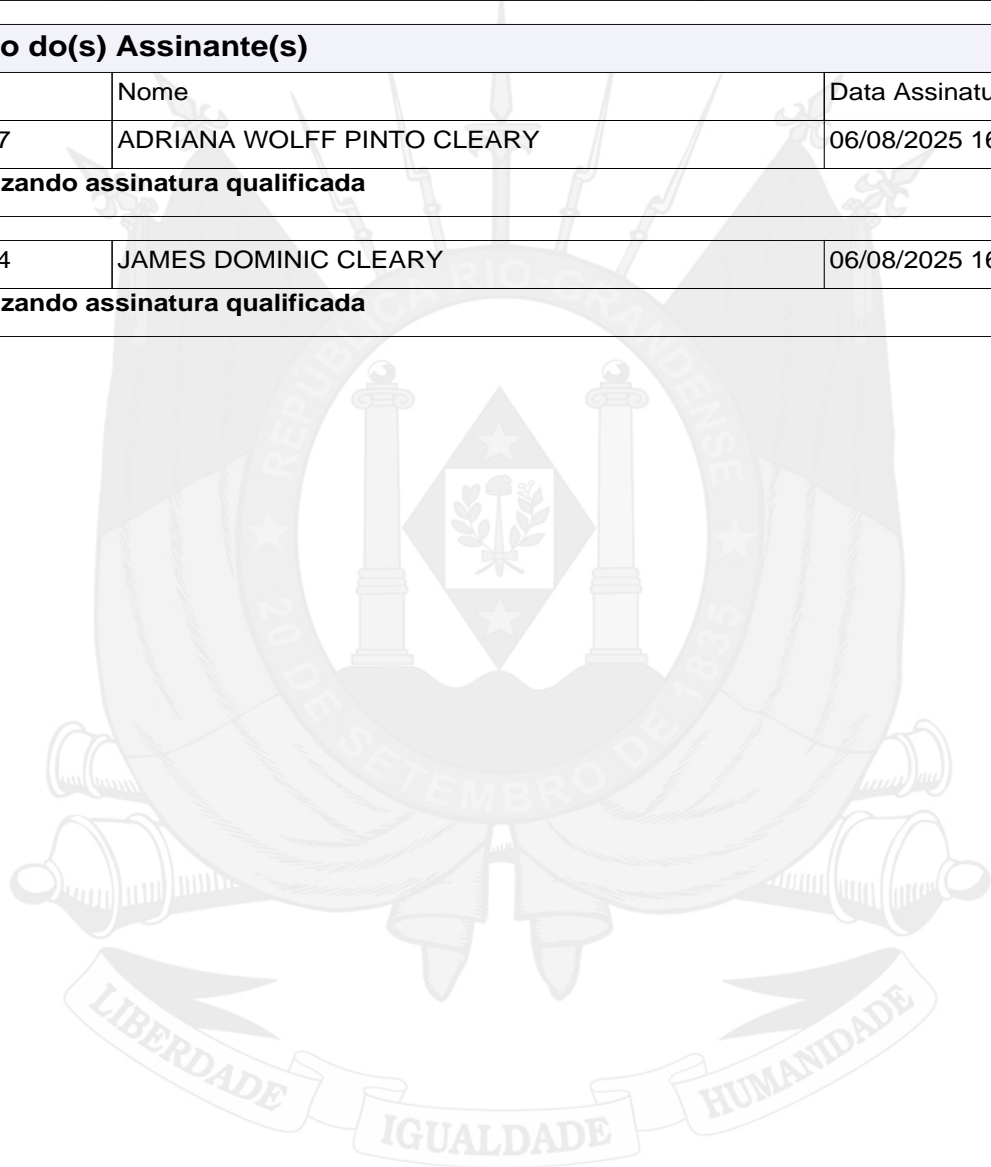 o do(s) Assinante(s)
Nome Data Assinatu
7 ADRIANA WOLFF PINTO CLEARY 06/08/2025 16
zando assinatura qualificada
4 JAMES DOMINIC CLEARY 06/08/2025 16
zando assinatura qualificada
REPÚBLICA RIO-GRANDENSE
20 DE SETEMBRO DE 1835
LIBERDADE IGUALDADE HUMANIDADE